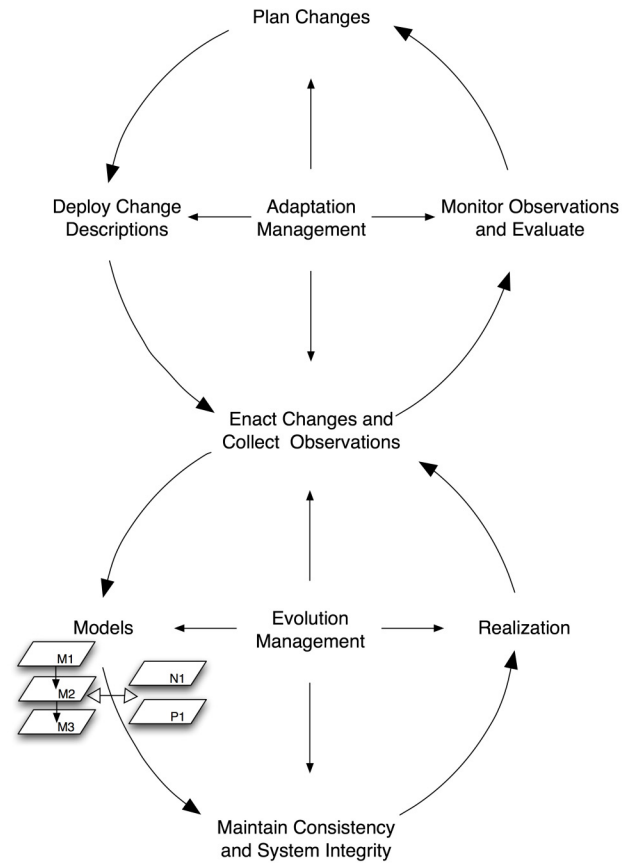 Plan Changes
Deploy Change
Descriptions
Adaptation
Management
Monitor Observations
and Evaluate
Enact Changes and
Collect Observations
Models
Evolution
Management
Realization
M1
M2
M3
N1
P1
Maintain Consistency
and System Integrity